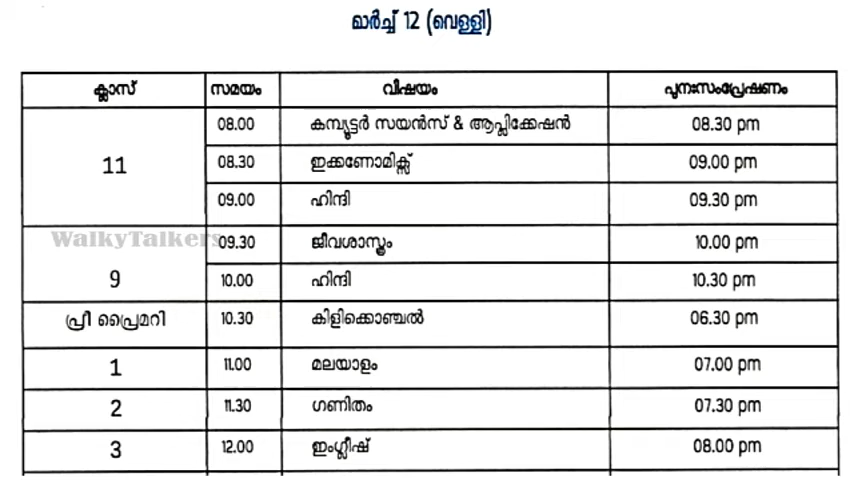 മാർച്ച് 12 (വെള്ളി)
ക്ലാസ് സമയം വിഷയം പുനഃസംപ്രേഷണം
08.00 കമ്പ്യൂട്ടർ സയൻസ് & ആപ്ലിക്കേഷൻ 08.30 pm
11 08.30 ഇക്കണോമിക്സ് 09.00 pm
09.00 ഹിന്ദി 09.30 pm
WalkyTalkers 09.30 ജീവശാസ്ത്രം 10.00 pm
9 10.00 ഹിന്ദി 10.30 pm
പ്രീ പ്രൈമറി 10.30 കിളിക്കൊഞ്ചൽ 06.30 pm
1 11.00 മലയാളം 07.00 pm
2 11.30 ഗണിതം 07.30 pm
3 12.00 ഇംഗ്ലീഷ് 08.00 pm